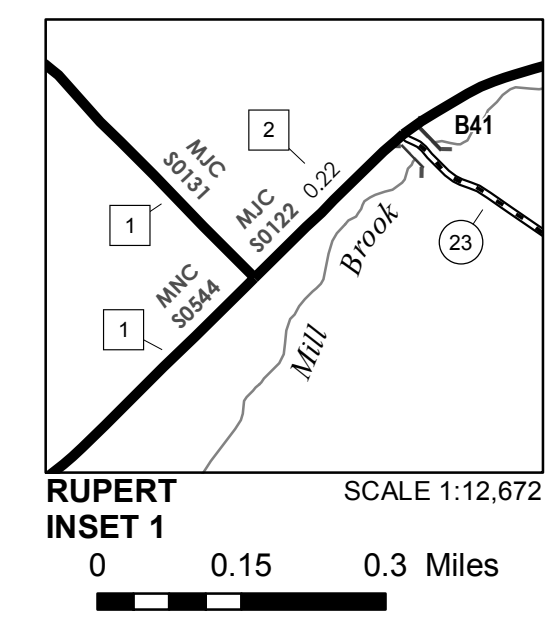 2
B41
MJC
S0131
0.22
MJC
S0122
1
Brook
23
MNC
S0544
1
Mill
RUPERT SCALE 1:12,672
INSET 1
0 0.15 0.3 Miles